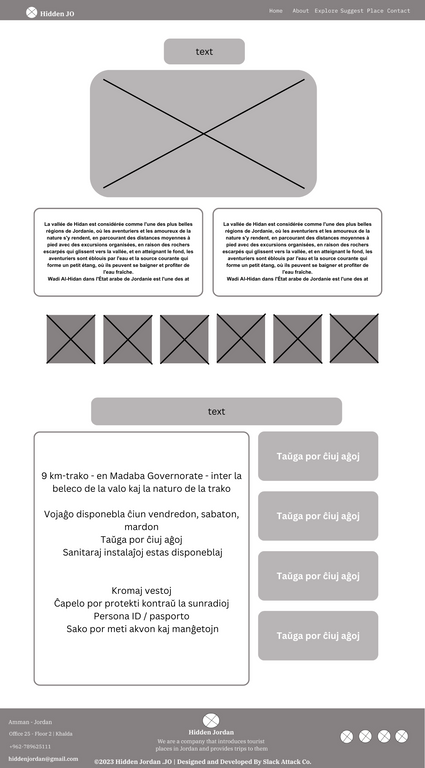 Hidden JO
Home About Explore Suggest Place Contact
text
La vallée de Hidan est considérée comme l'une des plus belles
régions de Jordanie, où les aventuriers et les amoureux de la
nature s'y rendent, en parcourant des distances moyennes à
pied avec des excursions organisées, en raison des rochers
escarpés qui s'élèvent vers la vallée, et en atteignant le fond, les
aventuriers sont éblouis par l'eau et la source courante qui
forme un petit étang, où ils peuvent se baigner et profiter de
l'eau fraîche.
Wadi Al-Hidan dans l'État arabe de Jordanie est l'une des at
La vallée de Hidan est considérée comme l'une des plus belles
régions de Jordanie, où les aventuriers et les amoureux de la
nature s'y rendent, en parcourant des distances moyennes à
pied avec des excursions organisées, en raison des rochers
escarpés qui s'élèvent vers la vallée, et en atteignant le fond, les
aventuriers sont éblouis par l'eau et la source courante qui
forme un petit étang, où ils peuvent se baigner et profiter de
l'eau fraîche.
Wadi Al-Hidan dans l'État arabe de Jordanie est l'une des at
text
9 km-trako - en Madaba Governorate - inter la
beleco de la valo kaj la naturo de la trako
Vojaĝo disponebla ĉiun vendredon, sabaton,
mardon
Taŭga por ĉiuj aĝoj
Sanitaraj instalaĵoj estas disponeblaj
Kromaj vestoj
Ĉapelo por protekti kontraŭ la sunradioj
Persona ID / pasporto
Sako por meti akvon kaj manĝetojn
Taŭga por ĉiuj aĝoj
Taŭga por ĉiuj aĝoj
Taŭga por ĉiuj aĝoj
Taŭga por ĉiuj aĝoj
Amman - Jordan
Office 23 - Floor 2 | Khalda
+962-789625111
hiddenjordan@gmail.com
Hidden Jordan
We are a company that introduces tourist
places in Jordan and provides trips to them
©2023 Hidden Jordan .JO | Designed and Developed By Slack Attack Co.